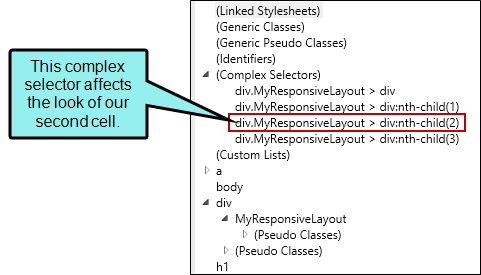 This complex
selector affects
the look of our
second cell.
(Linked Stylesheets)
(Generic Classes)
(Generic Pseudo Classes)
(Identifiers)
(Complex Selectors)
div.MyResponsiveLayout > div
div.MyResponsiveLayout > div:nth-child(1)
div.MyResponsiveLayout > div:nth-child(2)
div.MyResponsiveLayout > div:nth-child(3)
(Custom Lists)
a
body
div
MyResponsiveLayout
(Pseudo Classes)
(Pseudo Classes)
h1